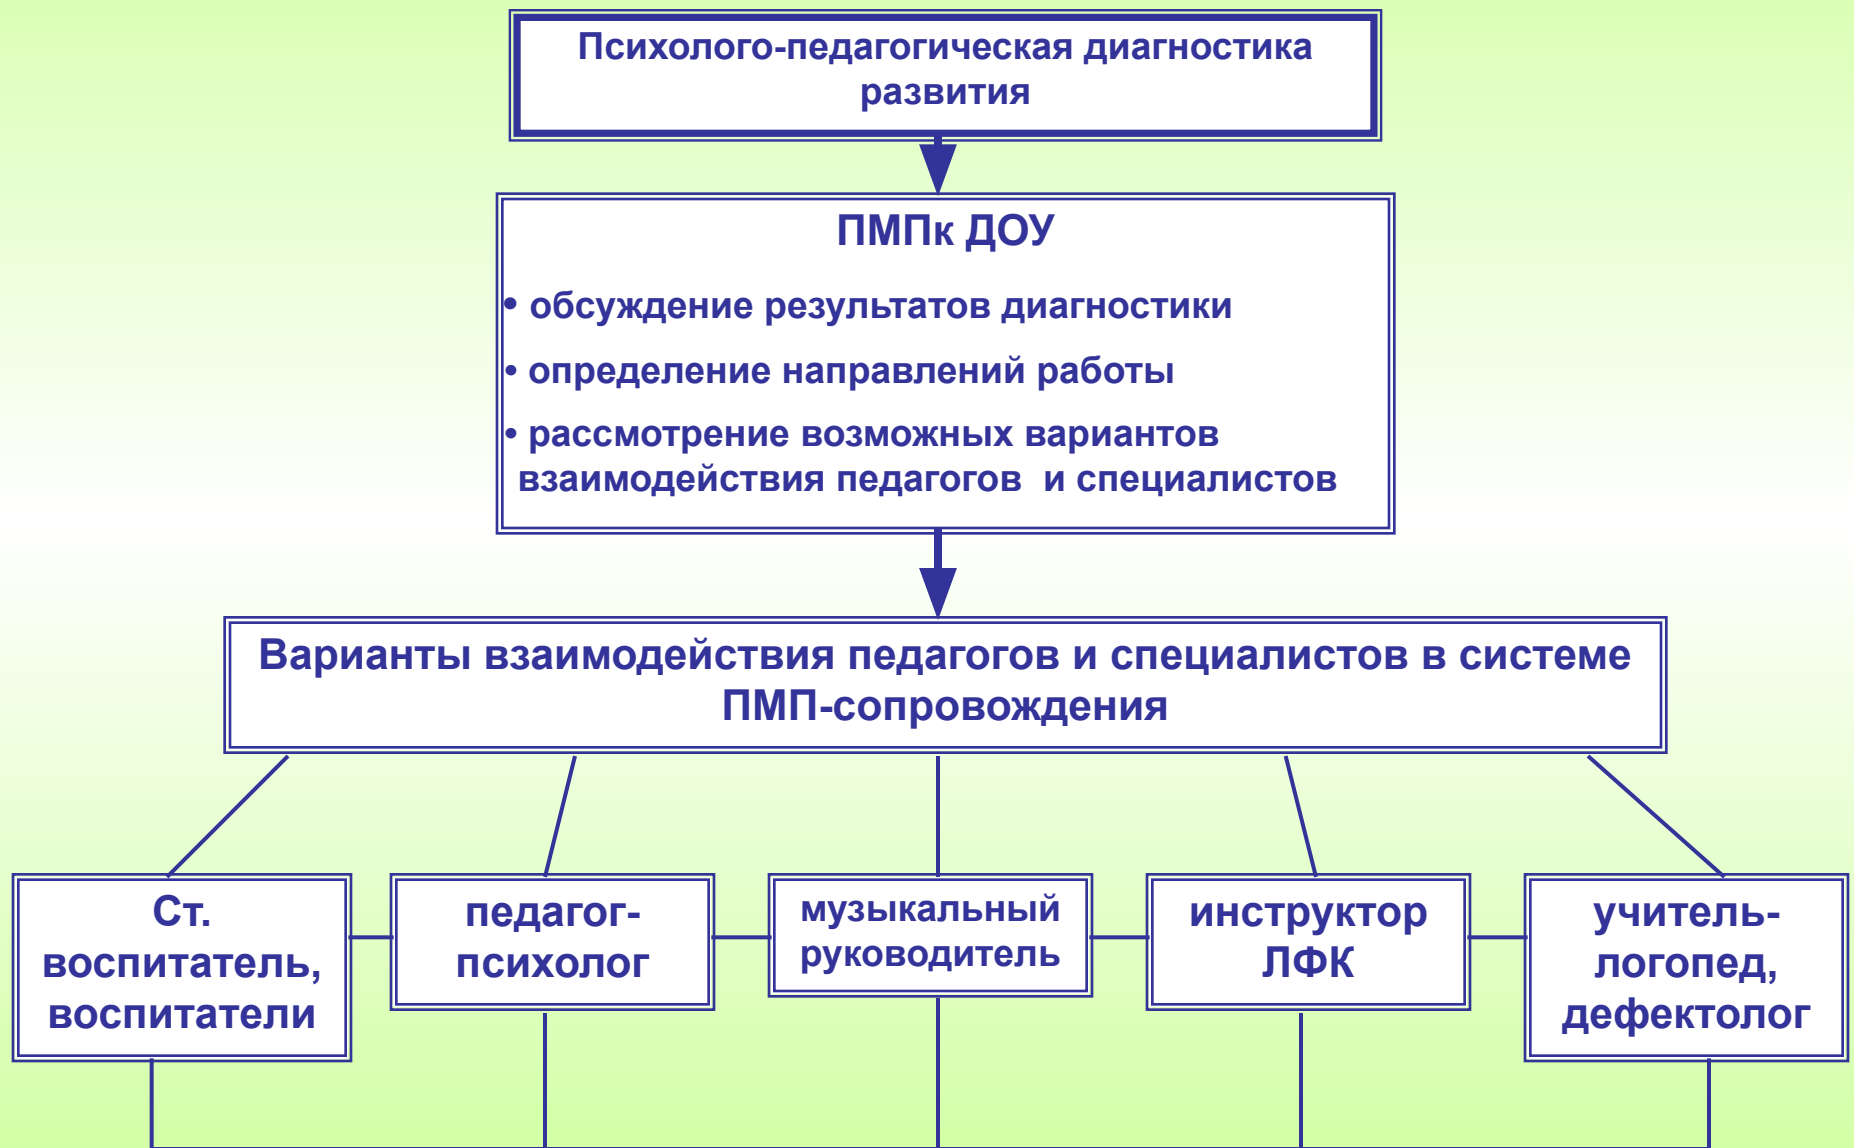 Психолого-педагогическая диагностика
развития
ПМПк ДОУ
• обсуждение результатов диагностики
• определение направлений работы
• рассмотрение возможных вариантов
взаимодействия педагогов и специалистов
Варианты взаимодействия педагогов и специалистов в системе
ПМП-сопровождения
Ст.
воспитатель,
воспитатели
педагог-
психолог
музыкальный
руководитель
инструктор
ЛФК
учитель-
логопед,
дефектолог